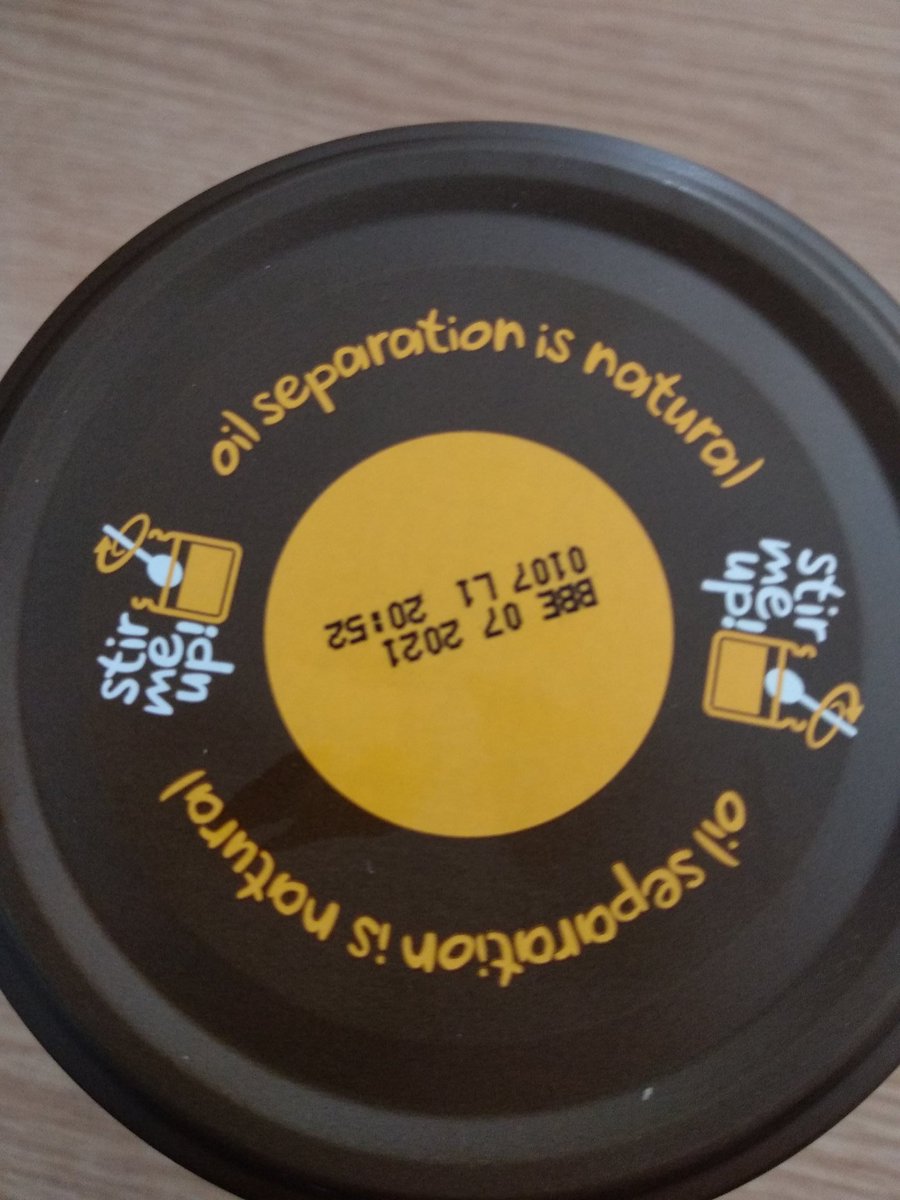 oil separation is natural
stir
me
up!
BBE 07 2021
0107 L1 20:52
stir
me
up!
oil separation is natural